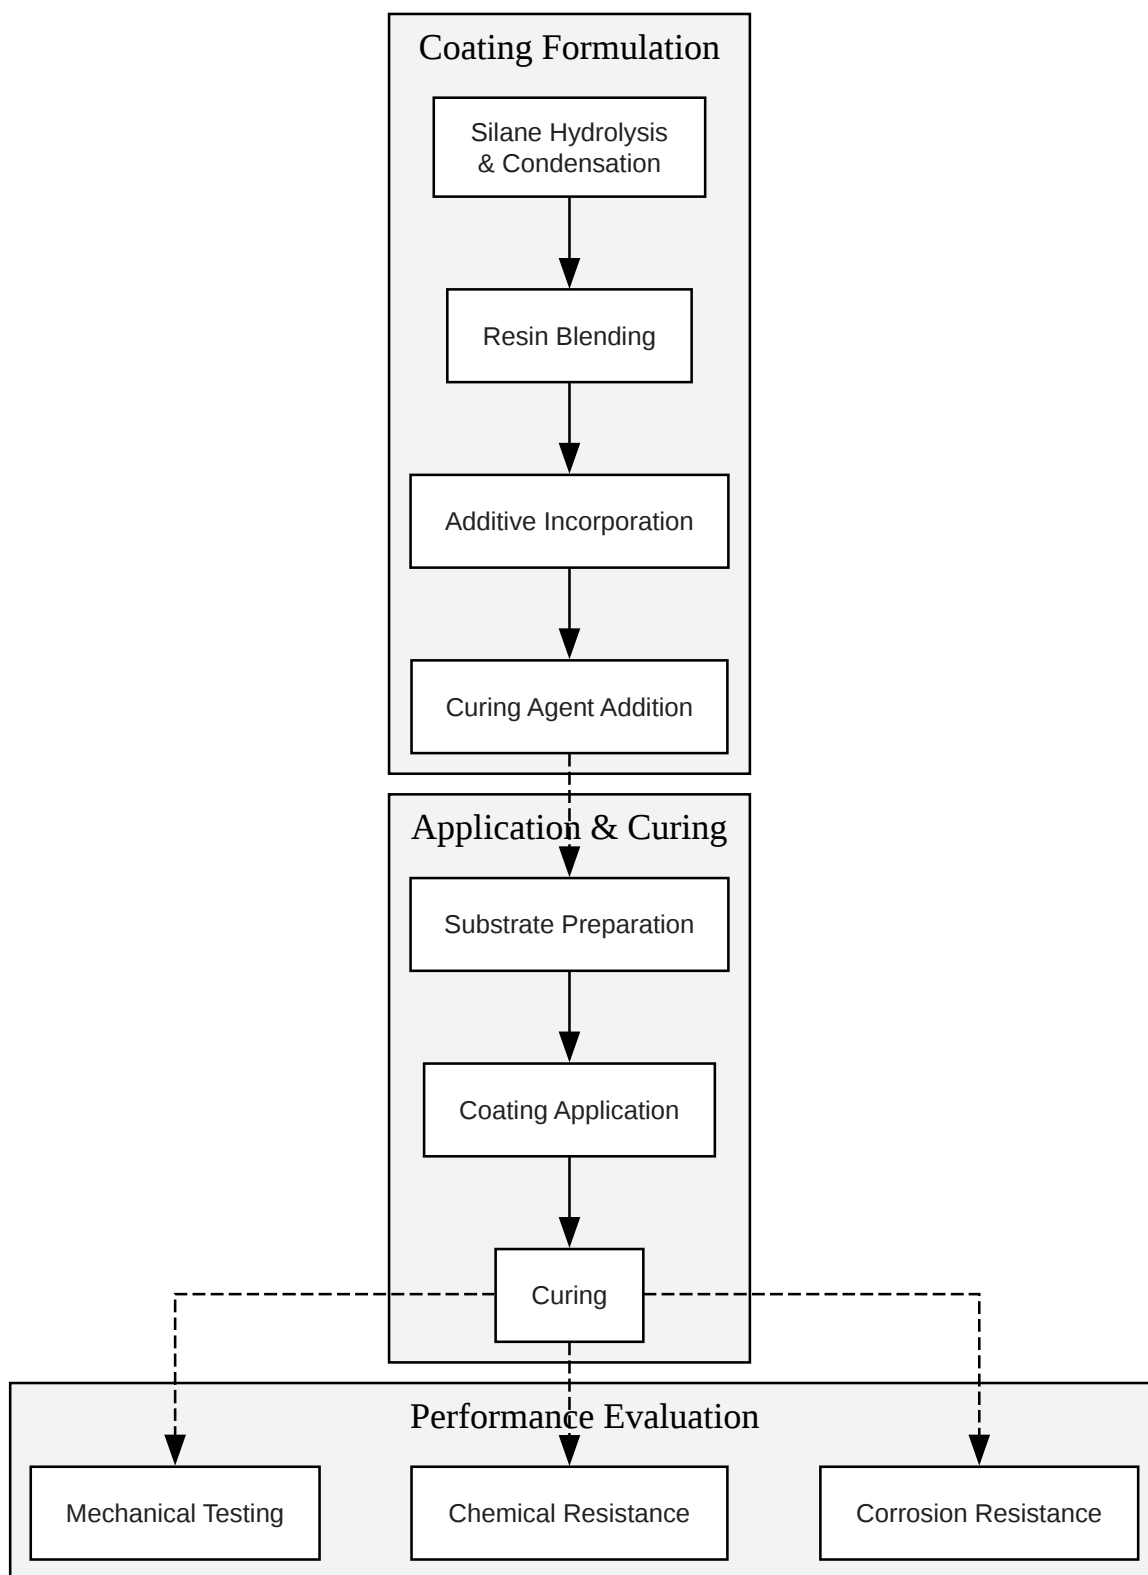 Coating Formulation
Silane Hydrolysis
& Condensation
Resin Blending
Additive Incorporation
Curing Agent Addition
Application & Curing
Substrate Preparation
Coating Application
Curing
Performance Evaluation
Mechanical Testing
Chemical Resistance
Corrosion Resistance